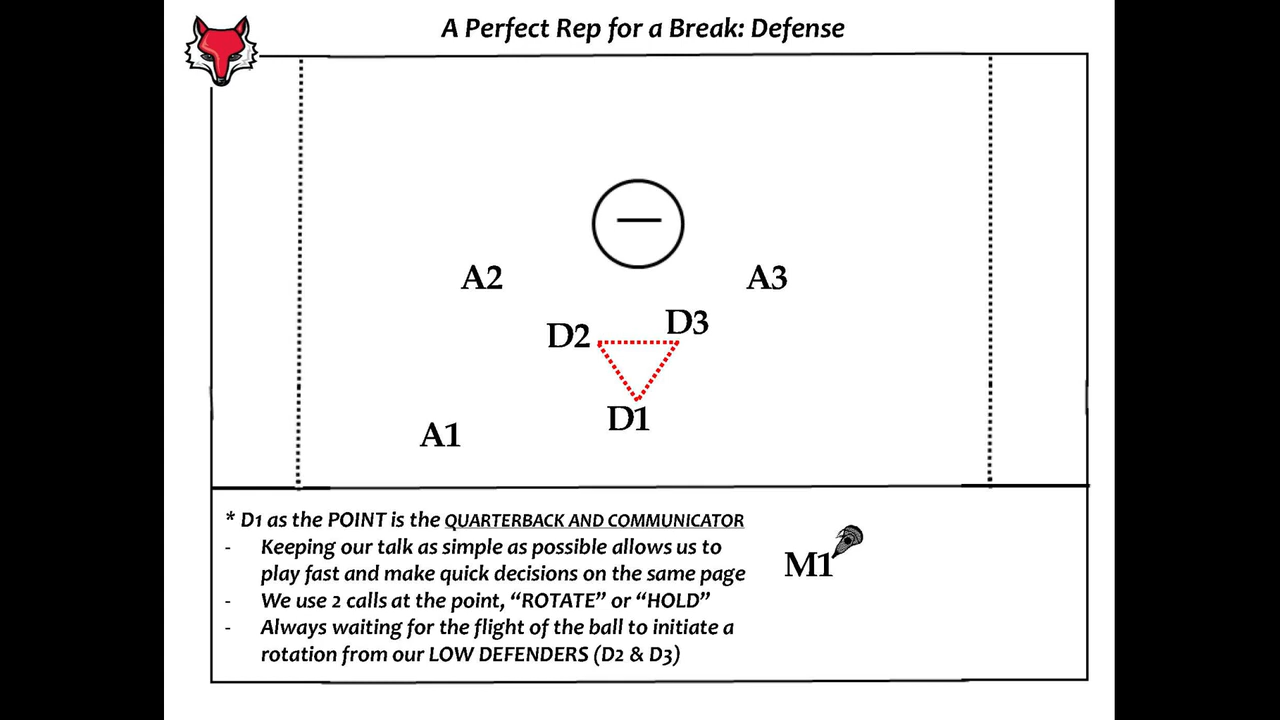 A Perfect Rep for a Break: Defense
A2
A3
D2
D3
D1
A1
* D1 as the POINT is the QUARTERBACK AND COMMUNICATOR
- Keeping our talk as simple as possible allows us to
play fast and make quick decisions on the same page
- We use 2 calls at the point, “ROTATE” or “HOLD”
- Always waiting for the flight of the ball to initiate a
rotation from our LOW DEFENDERS (D2 & D3)
M1